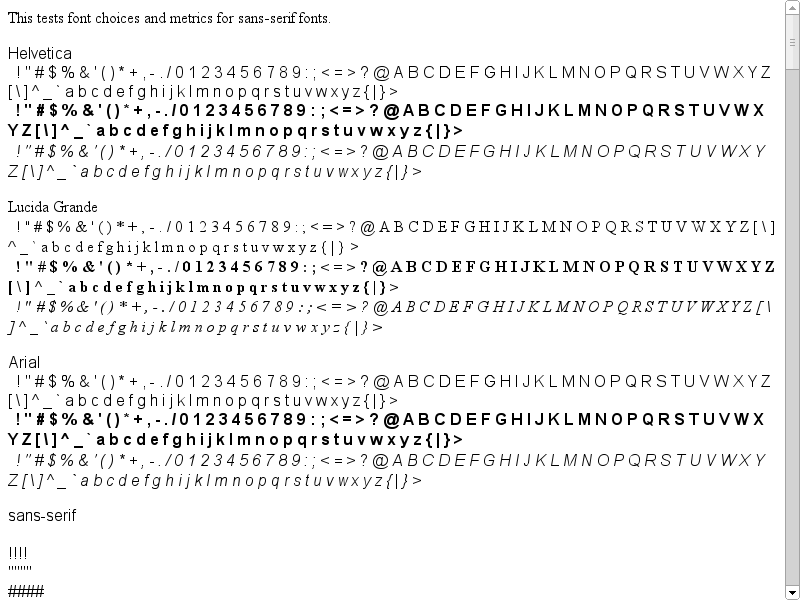 This tests font choices and metrics for sans-serif fonts.
Helvetica
! " # $ % & ' ( ) * + , - . / 0 1 2 3 4 5 6 7 8 9 : ; < = > ? @ A B C D E F G H I J K L M N O P Q R S T U V W X Y Z
[ \ ] ^ _ ` a b c d e f g h i j k l m n o p q r s t u v w x y z { | } >
! " # $ % & ' ( ) * + , - . / 0 1 2 3 4 5 6 7 8 9 : ; < = > ? @ A B C D E F G H I J K L M N O P Q R S T U V W X
Y Z [ \ ] ^ _ ` a b c d e f g h i j k l m n o p q r s t u v w x y z { | } >
! " # $ % & ' ( ) * + , - . / 0 1 2 3 4 5 6 7 8 9 : ; < = > ? @ A B C D E F G H I J K L M N O P Q R S T U V W X Y
Z [ \ ] ^ _ ` a b c d e f g h i j k l m n o p q r s t u v w x y z { | } >
Lucida Grande
! " # $ % & ' ( ) * + , - . / 0 1 2 3 4 5 6 7 8 9 : ; < = > ? @ A B C D E F G H I J K L M N O P Q R S T U V W X Y Z [ \ ]
^ _ ` a b c d e f g h i j k l m n o p q r s t u v w x y z { | } >
! " # $ % & ' ( ) * + , - . / 0 1 2 3 4 5 6 7 8 9 : ; < = > ? @ A B C D E F G H I J K L M N O P Q R S T U V W X Y Z
[ \ ] ^ _ ` a b c d e f g h i j k l m n o p q r s t u v w x y z { | } >
! " # $ % & ' ( ) * + , - . / 0 1 2 3 4 5 6 7 8 9 : ; < = > ? @ A B C D E F G H I J K L M N O P Q R S T U V W X Y Z [ \
] ^ _ ` a b c d e f g h i j k l m n o p q r s t u v w x y z { | } >
Arial
! " # $ % & ' ( ) * + , - . / 0 1 2 3 4 5 6 7 8 9 : ; < = > ? @ A B C D E F G H I J K L M N O P Q R S T U V W X Y Z
[ \ ] ^ _ ` a b c d e f g h i j k l m n o p q r s t u v w x y z { | } >
! " # $ % & ' ( ) * + , - . / 0 1 2 3 4 5 6 7 8 9 : ; < = > ? @ A B C D E F G H I J K L M N O P Q R S T U V W X
Y Z [ \ ] ^ _ ` a b c d e f g h i j k l m n o p q r s t u v w x y z { | } >
! " # $ % & ' ( ) * + , - . / 0 1 2 3 4 5 6 7 8 9 : ; < = > ? @ A B C D E F G H I J K L M N O P Q R S T U V W X Y
Z [ \ ] ^ _ ` a b c d e f g h i j k l m n o p q r s t u v w x y z { | } >
sans-serif
!!!!
""""
####